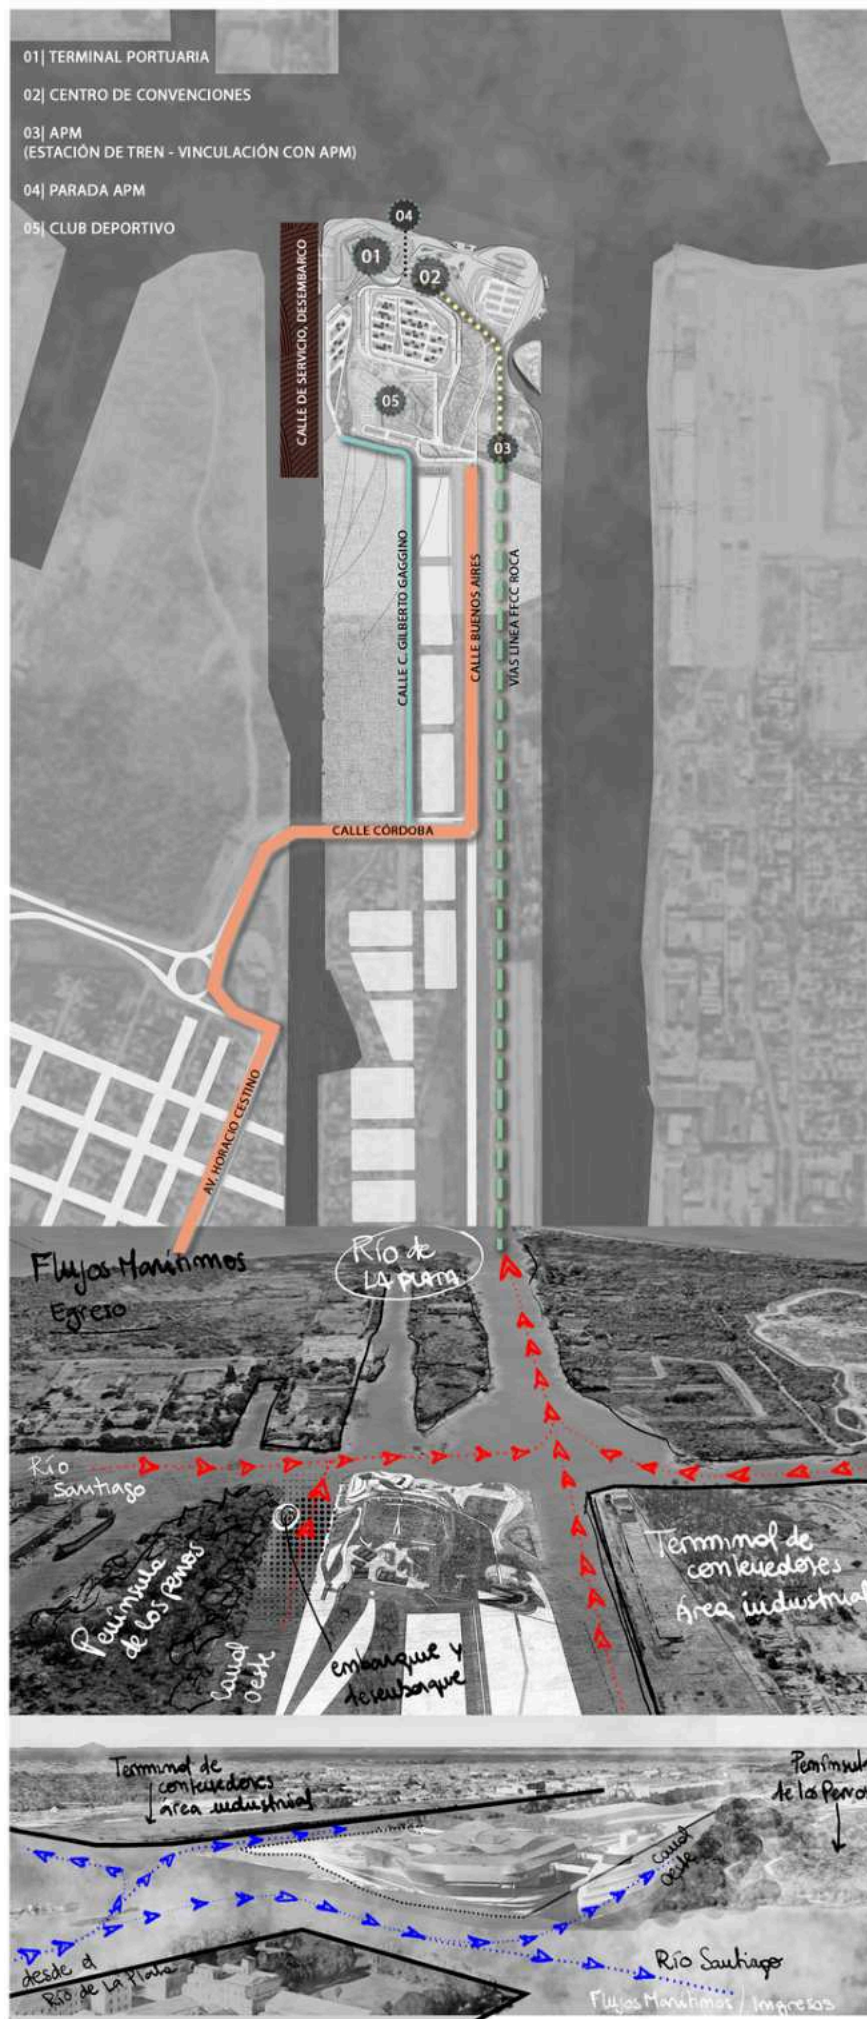 01| TERMINAL PORTUARIA
02| CENTRO DE CONVENCIONES
03| APM
(ESTACIÓN DE TREN - VINCULACIÓN CON APM)
04| PARADA APM
05| CLUB DEPORTIVO
04
01
02
CALLE DE SERVICIO, DESEMBARCO
05
03
CALLE C. GILBERTO GAGGINO
CALLE BUENOS AIRES
VÍAS LINEA FFCC ROCA
CALLE CÓRDOBA
AV. HORACIO CESTINO
Flujos Marítimos
Egreso
Río de
LA PLATA
Río
Santiago
Península
de los perros
Canal
Oeste
embarque y
desembarque
Terminal de
contenedores
Área industrial
Terminal de
contenedores
área industrial
Península
de los Perros
Canal
Oeste
desde el
Río de La Plata
Río Santiago
Flujos Marítimos / Ingresos